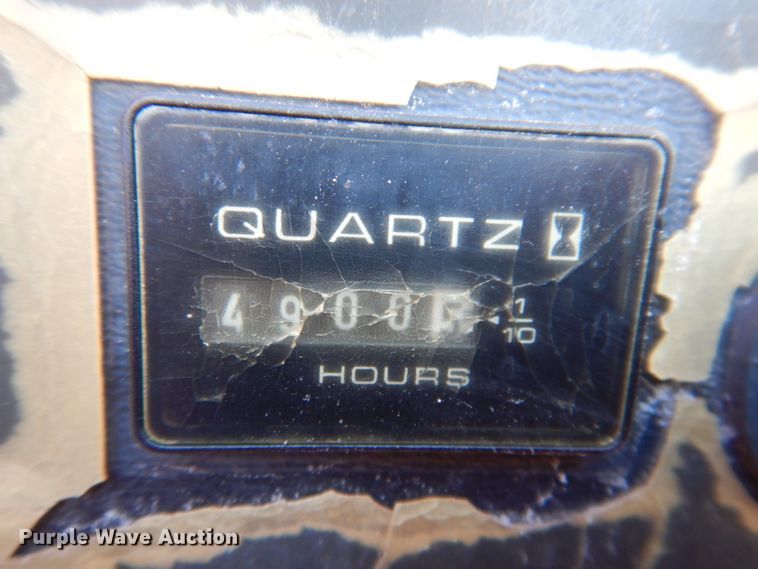 QUARTZ
4900
1/10
HOURS
Purple Wave Auction